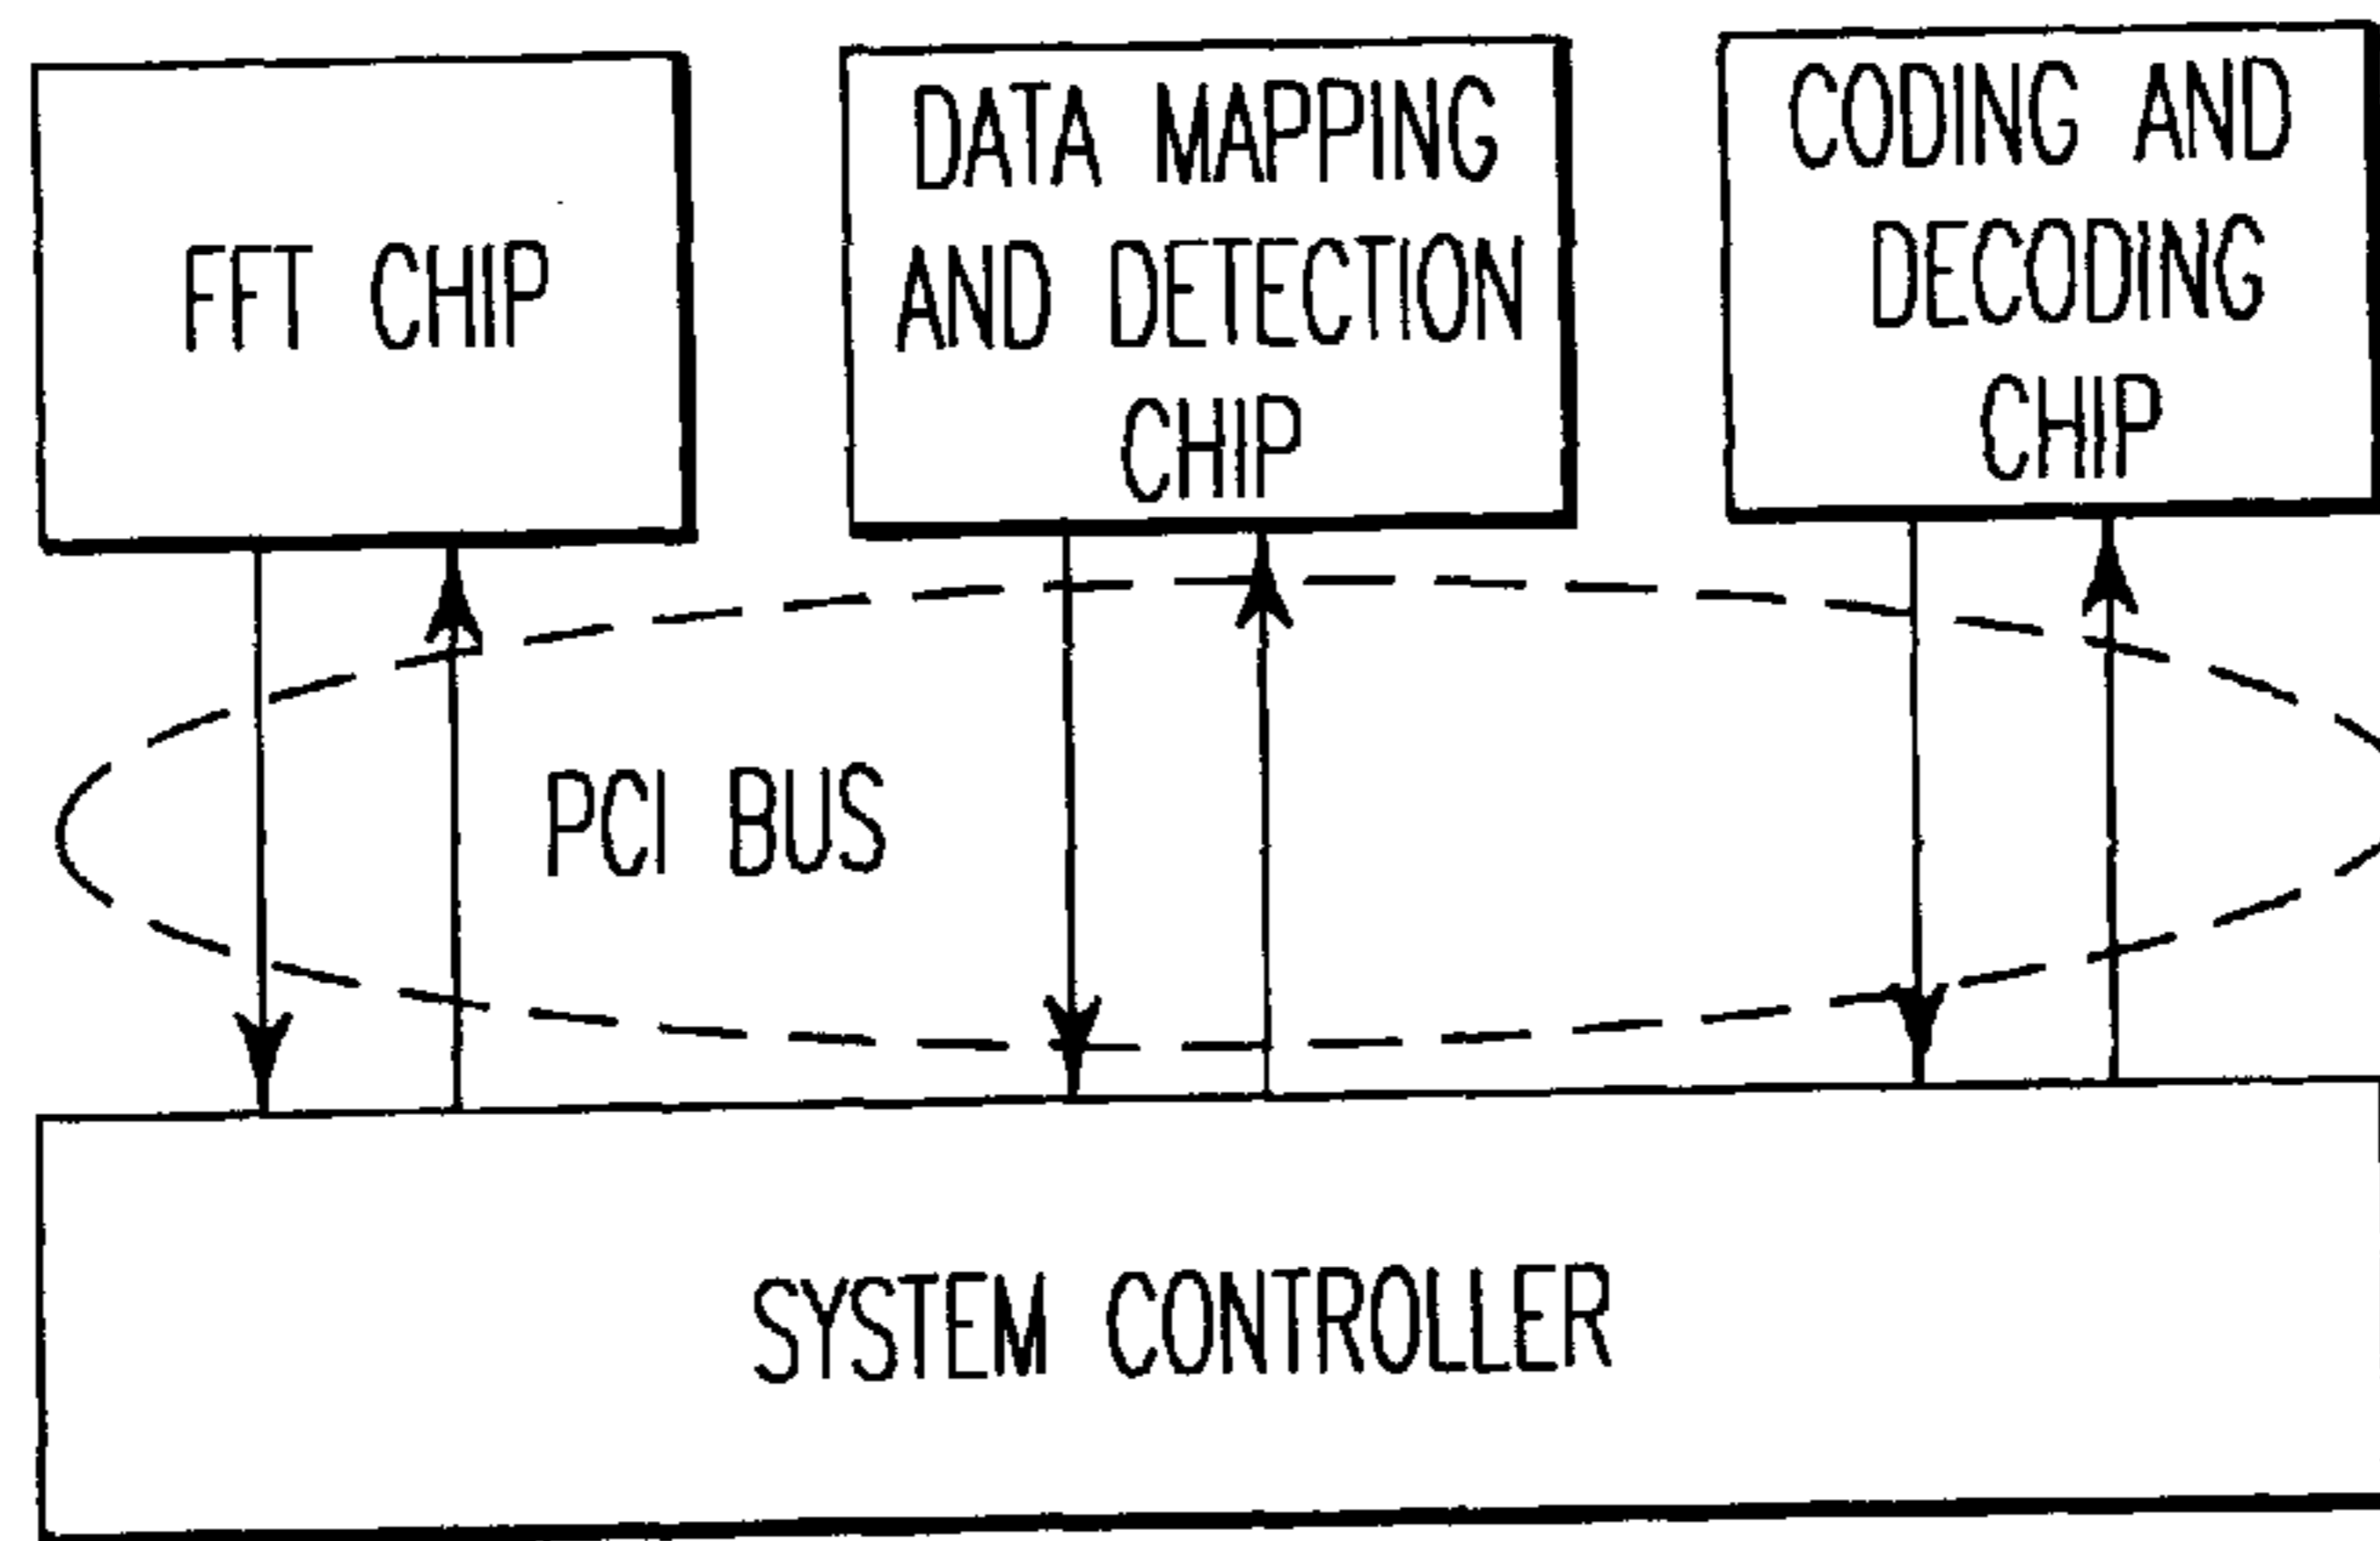 FFT CHIP
DATA MAPPING
AND DETECTION
CHIP
CODING AND
DECODING
CHIP
PCI BUS
SYSTEM CONTROLLER